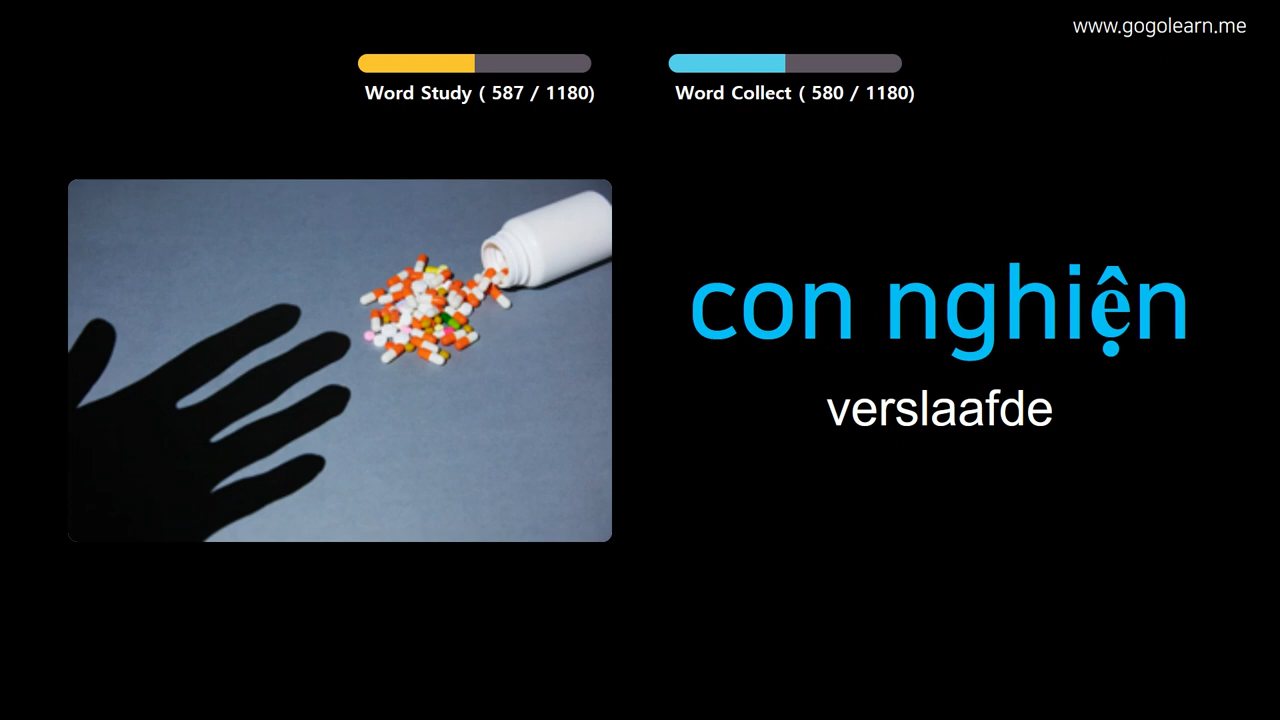 www.gogolearn.me
Word Study ( 587 / 1180)
Word Collect ( 580 / 1180)
con nghiện
verslaafde